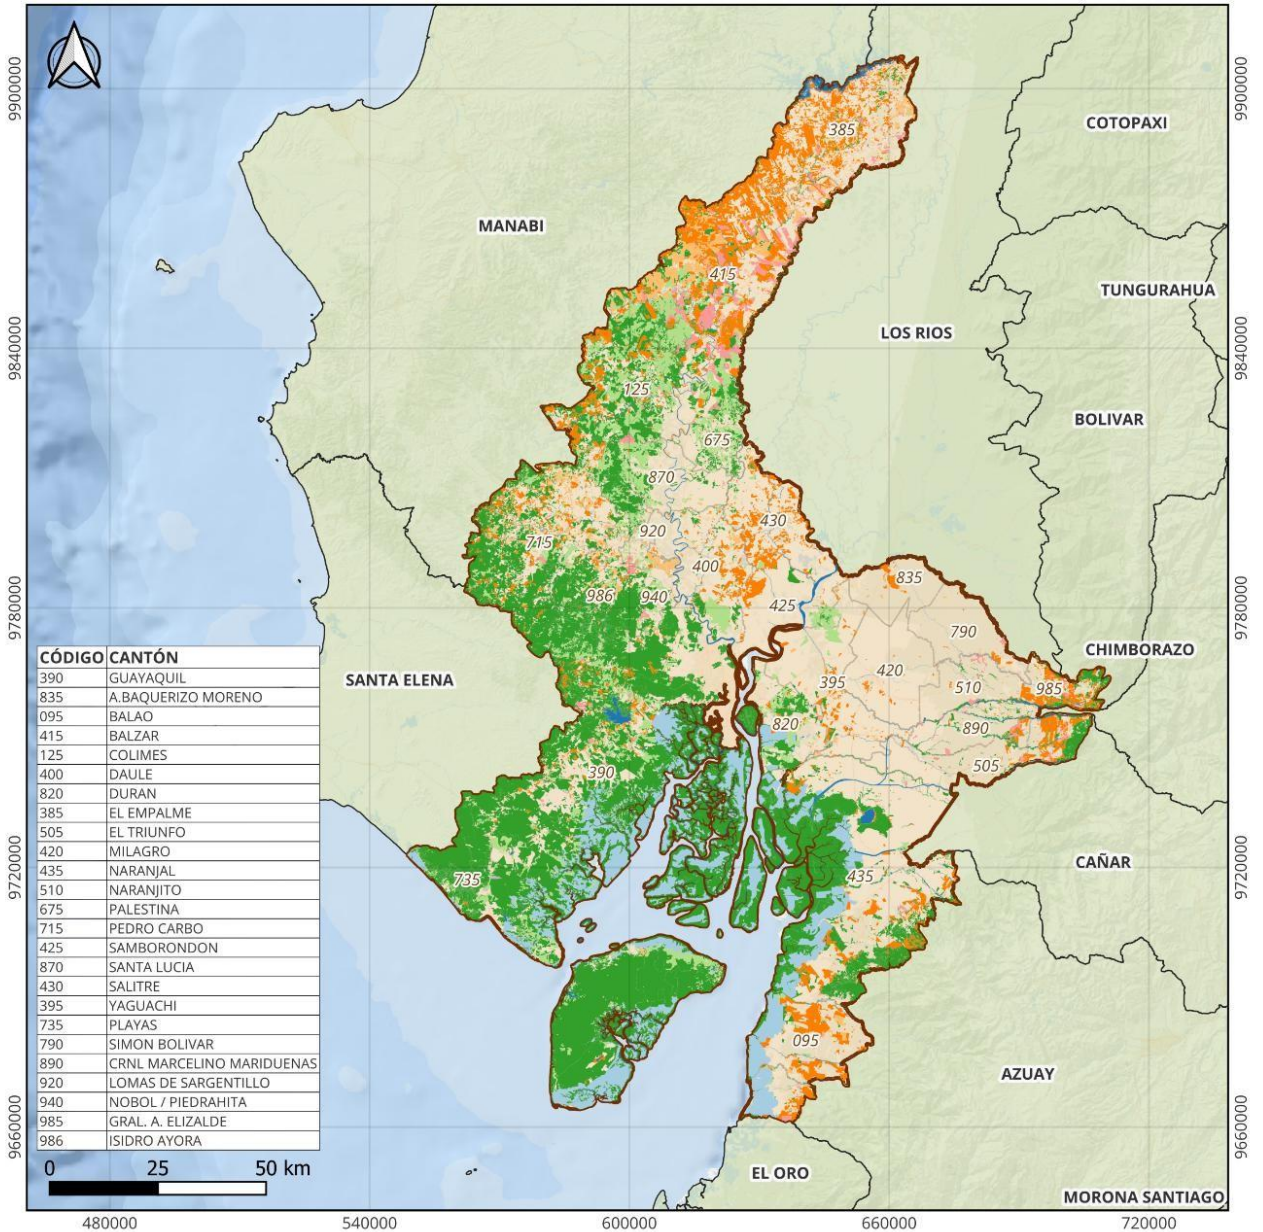 9900000
9840000
9780000
9720000
9660000
9900000
9840000
9780000
9720000
9660000
480000
540000
600000
660000
720000
COTOPAXI
MANABI
TUNGURAHUA
LOS RIOS
BOLIVAR
CHIMBORAZO
SANTA ELENA
CAÑAR
AZUAY
EL ORO
MORONA SANTIAGO
385
415
125
675
870
430
920
715
400
986
940
425
835
790
420
395
510
985
820
890
505
390
435
735
095
CÓDIGO CANTÓN
390 GUAYAQUIL
835 A.BAQUERIZO MORENO
095 BALAO
415 BALZAR
125 COLIMES
400 DAULE
820 DURAN
385 EL EMPALME
505 EL TRIUNFO
420 MILAGRO
435 NARANJAL
510 NARANJITO
675 PALESTINA
715 PEDRO CARBO
425 SAMBORONDON
870 SANTA LUCIA
430 SALITRE
395 YAGUACHI
735 PLAYAS
790 SIMON BOLIVAR
890 CRNL MARCELINO MARIDUENAS
920 LOMAS DE SARGENTILLO
940 NOBOL / PIEDRAHITA
985 GRAL. A. ELIZALDE
986 ISIDRO AYORA
0 25 50 km